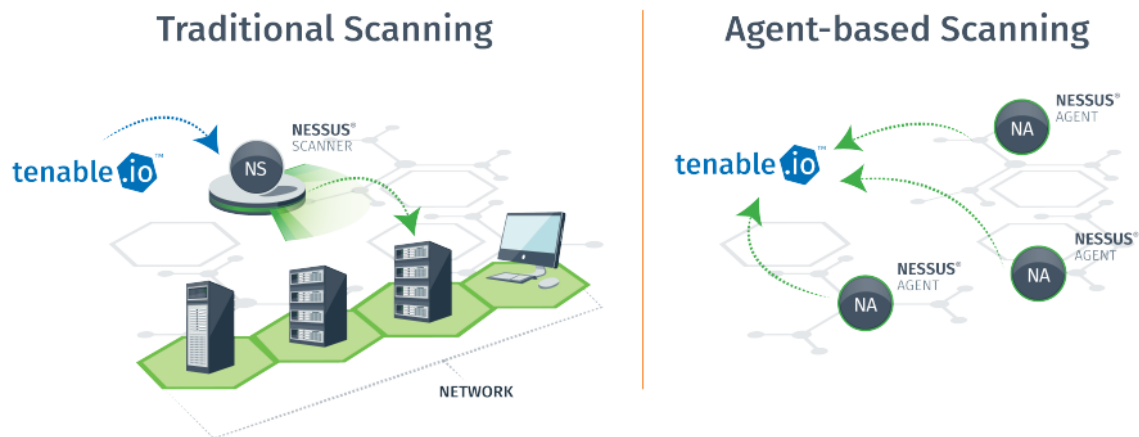 Traditional Scanning
tenable.io™
NESSUS®
SCANNER
NS
NETWORK
Agent-based Scanning
tenable.io™
NESSUS®
AGENT
NA
NESSUS®
AGENT
NA
NESSUS®
AGENT
NA